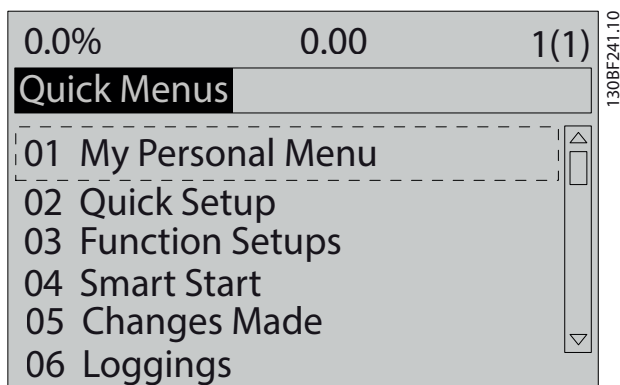 0.0% 0.00 1(1)
Quick Menus
01 My Personal Menu
02 Quick Setup
03 Function Setups
04 Smart Start
05 Changes Made
06 Loggings
130BF241.10